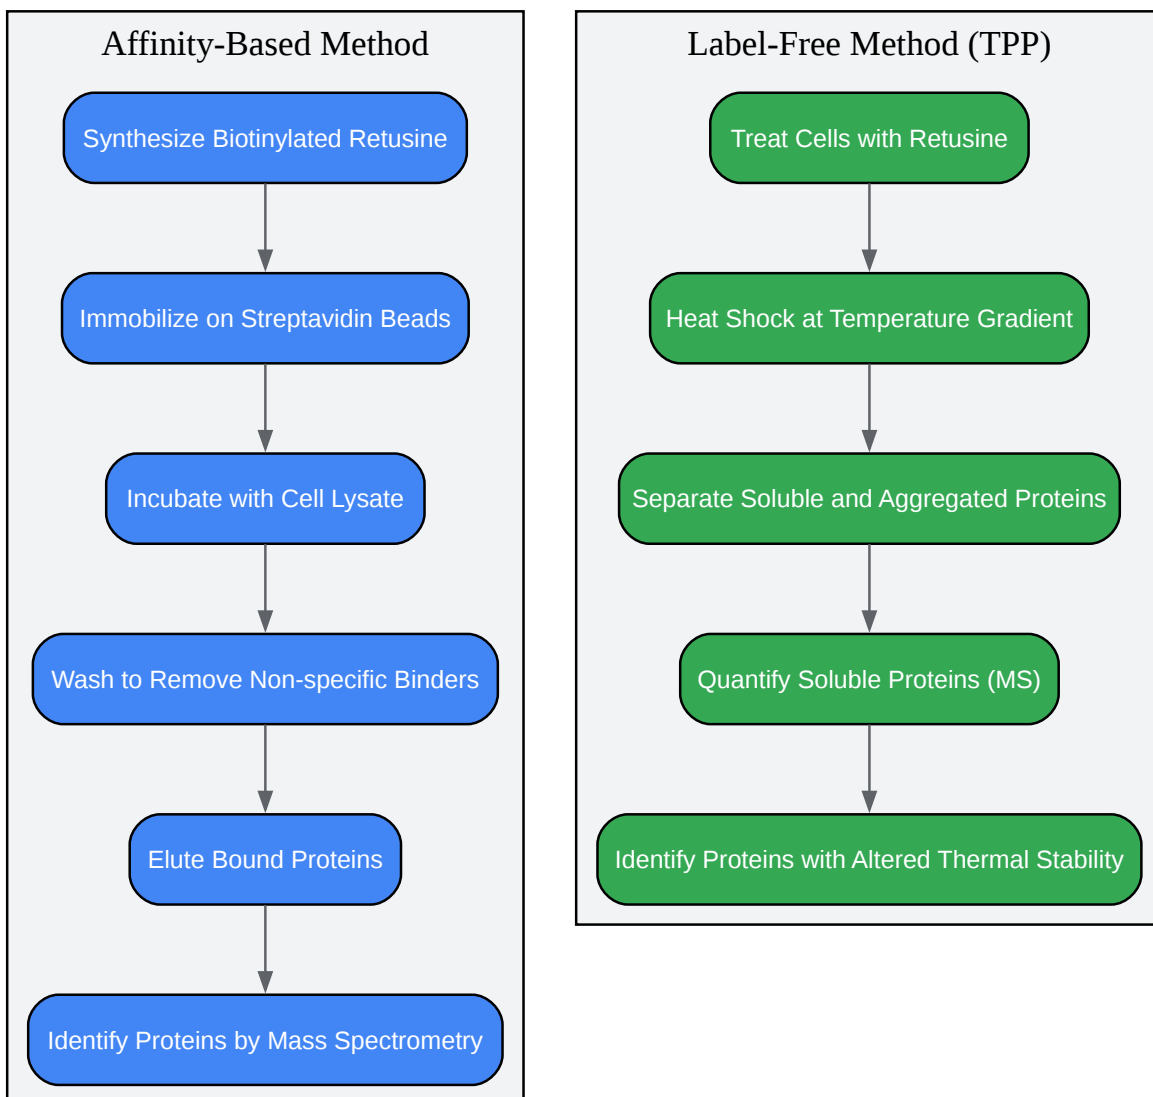 Affinity-Based Method
Synthesize Biotinylated Retusine
Immobilize on Streptavidin Beads
Incubate with Cell Lysate
Wash to Remove Non-specific Binders
Elute Bound Proteins
Identify Proteins by Mass Spectrometry
Label-Free Method (TPP)
Treat Cells with Retusine
Heat Shock at Temperature Gradient
Separate Soluble and Aggregated Proteins
Quantify Soluble Proteins (MS)
Identify Proteins with Altered Thermal Stability